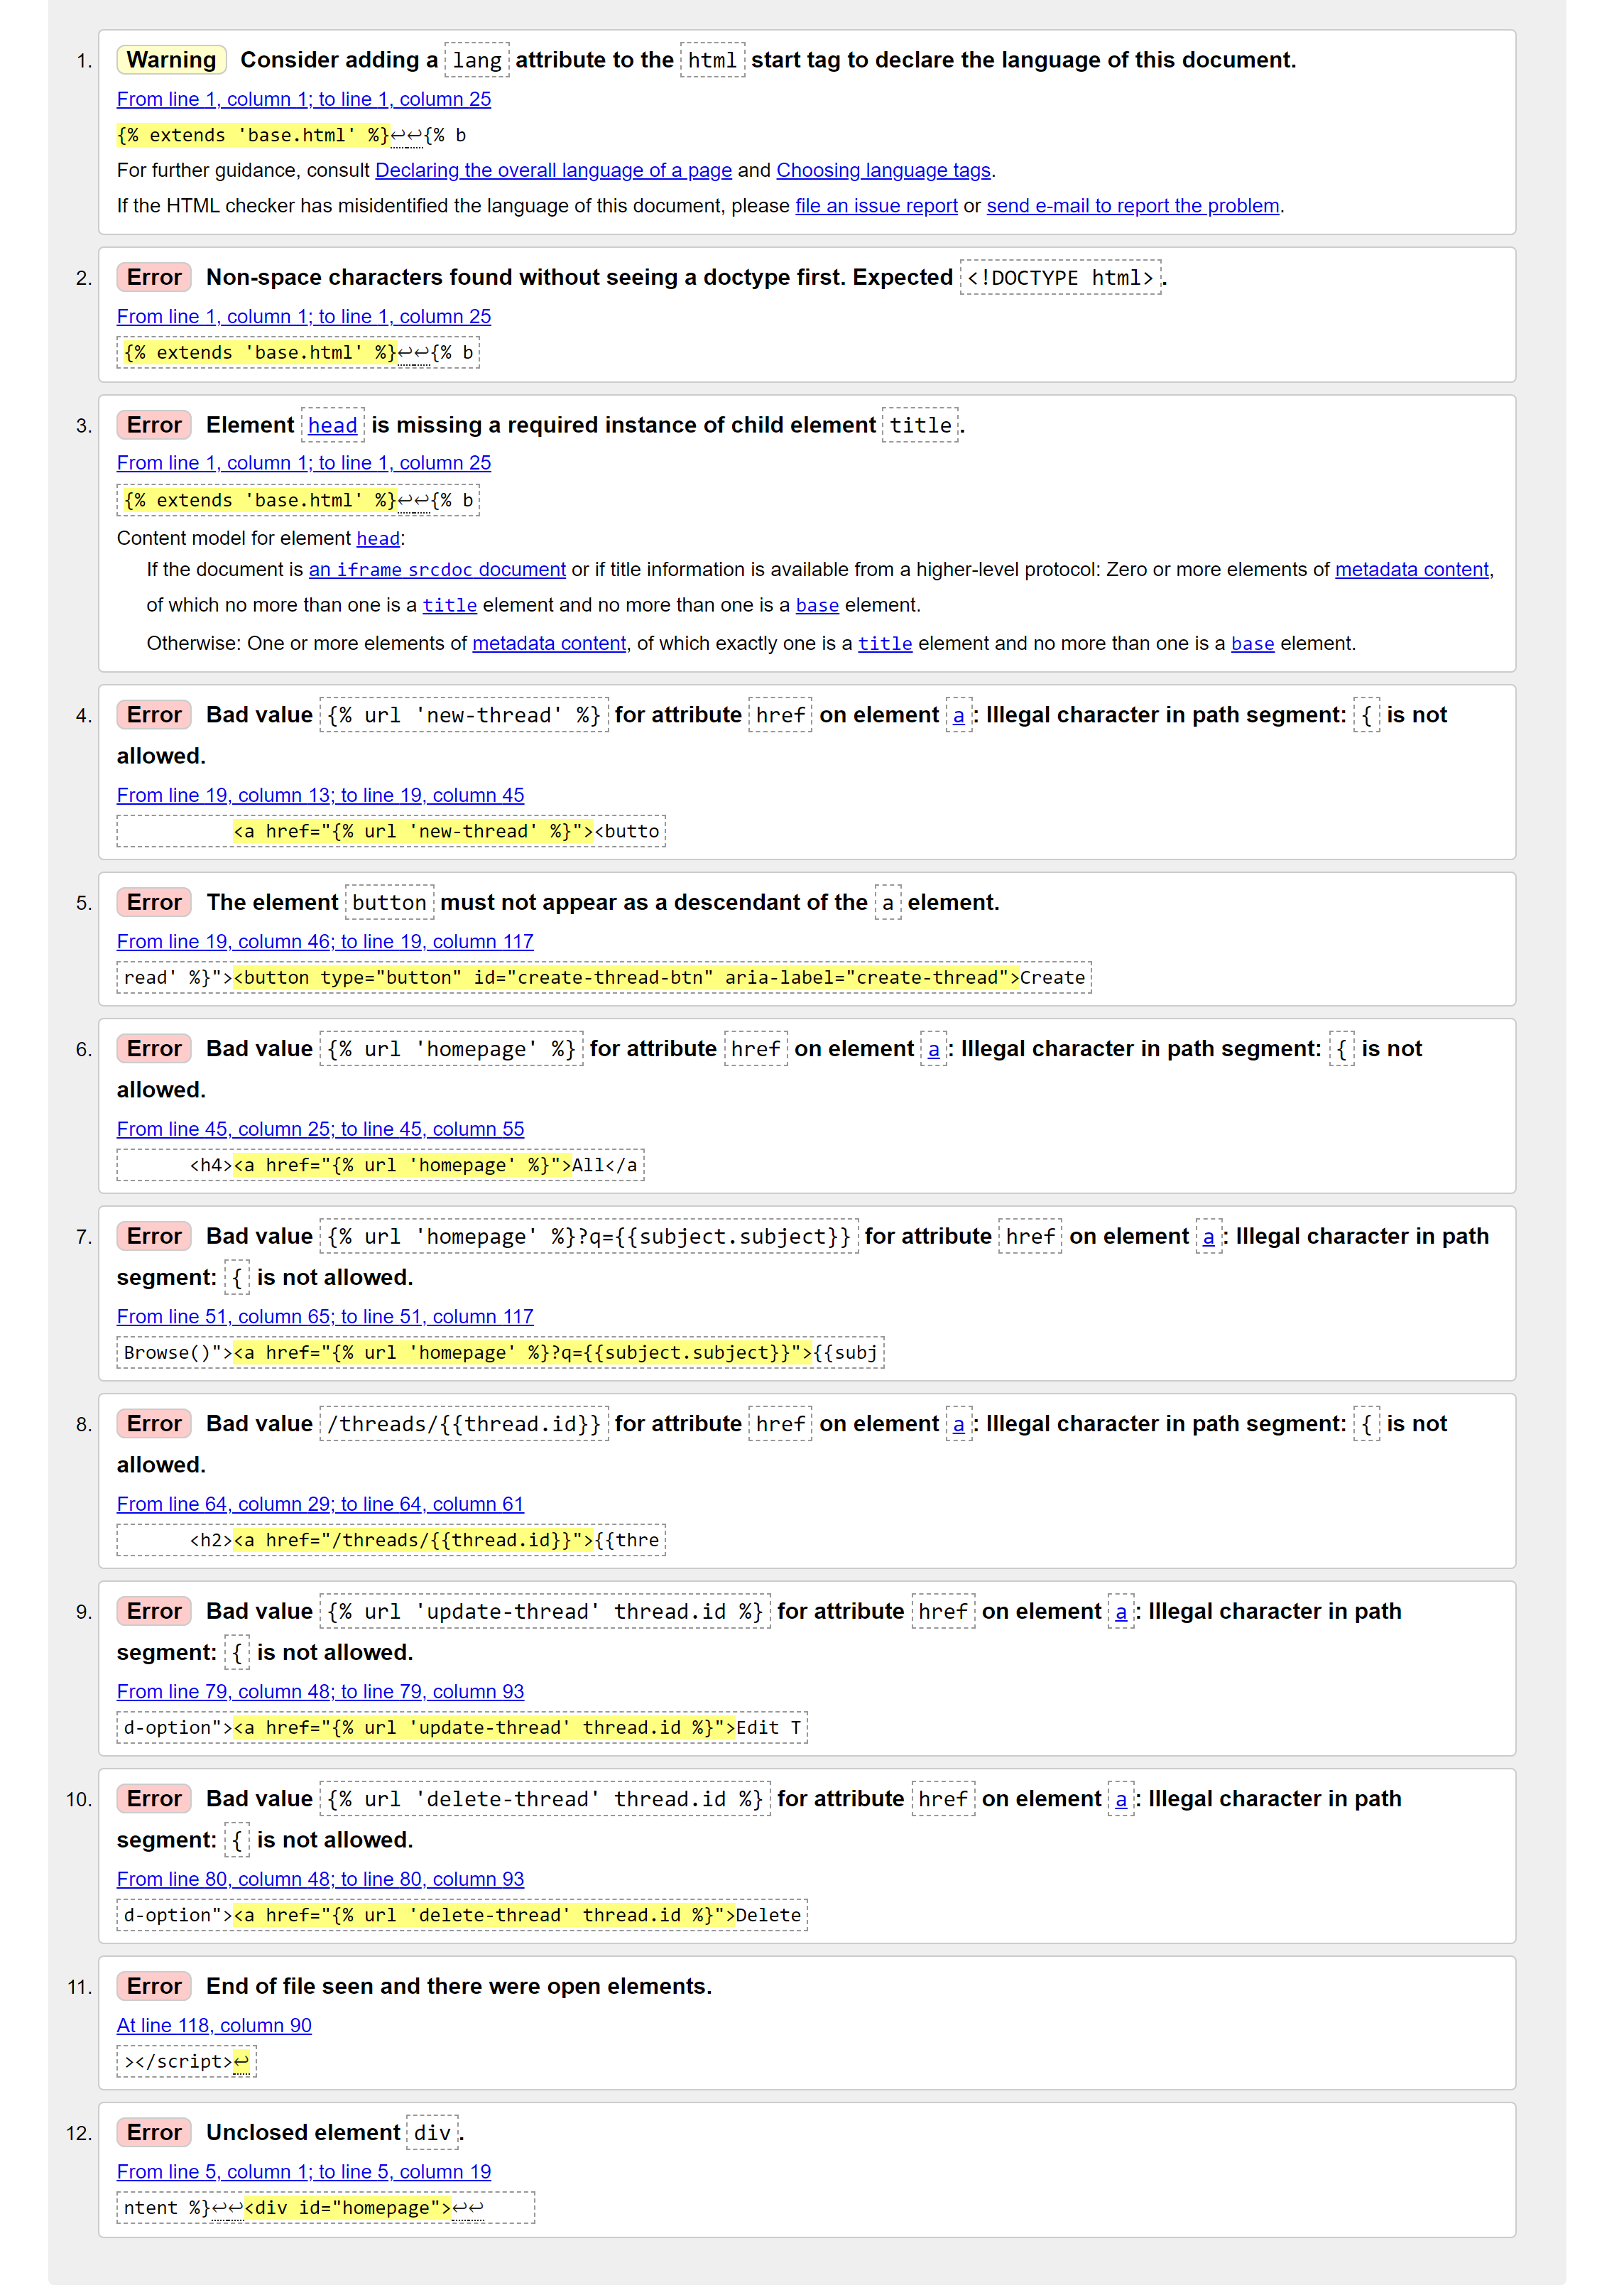 1. Warning Consider adding a lang attribute to the html start tag to declare the language of this document.
From line 1, column 1; to line 1, column 25
{% extends 'base.html' %}↩↩{% b
For further guidance, consult Declaring the overall language of a page and Choosing language tags.
If the HTML checker has misidentified the language of this document, please file an issue report or send e-mail to report the problem.
2. Error Non-space characters found without seeing a doctype first. Expected <!DOCTYPE html>.
From line 1, column 1; to line 1, column 25
{% extends 'base.html' %}↩↩{% b
3. Error Element head is missing a required instance of child element title.
From line 1, column 1; to line 1, column 25
{% extends 'base.html' %}↩↩{% b
Content model for element head:
If the document is an iframe srcdoc document or if title information is available from a higher-level protocol: Zero or more elements of metadata content,
of which no more than one is a title element and no more than one is a base element.
Otherwise: One or more elements of metadata content, of which exactly one is a title element and no more than one is a base element.
4. Error Bad value {% url 'new-thread' %} for attribute href on element a: Illegal character in path segment: { is not
allowed.
From line 19, column 13; to line 19, column 45
<a href="{% url 'new-thread' %}"><butto
5. Error The element button must not appear as a descendant of the a element.
From line 19, column 46; to line 19, column 117
read' %}"><button type="button" id="create-thread-btn" aria-label="create-thread">Create
6. Error Bad value {% url 'homepage' %} for attribute href on element a: Illegal character in path segment: { is not
allowed.
From line 45, column 25; to line 45, column 55
<h4><a href="{% url 'homepage' %}">All</a
7. Error Bad value {% url 'homepage' %}?q={{subject.subject}} for attribute href on element a: Illegal character in path
segment: { is not allowed.
From line 51, column 65; to line 51, column 117
Browse()"><a href="{% url 'homepage' %}?q={{subject.subject}}">{{subj
8. Error Bad value /threads/{{thread.id}} for attribute href on element a: Illegal character in path segment: { is not
allowed.
From line 64, column 29; to line 64, column 61
<h2><a href="/threads/{{thread.id}}">{{thre
9. Error Bad value {% url 'update-thread' thread.id %} for attribute href on element a: Illegal character in path
segment: { is not allowed.
From line 79, column 48; to line 79, column 93
d-option"><a href="{% url 'update-thread' thread.id %}">Edit T
10. Error Bad value {% url 'delete-thread' thread.id %} for attribute href on element a: Illegal character in path
segment: { is not allowed.
From line 80, column 48; to line 80, column 93
d-option"><a href="{% url 'delete-thread' thread.id %}">Delete
11. Error End of file seen and there were open elements.
At line 118, column 90
></script>↩
12. Error Unclosed element div.
From line 5, column 1; to line 5, column 19
ntent %}↩↩<div id="homepage">↩↩